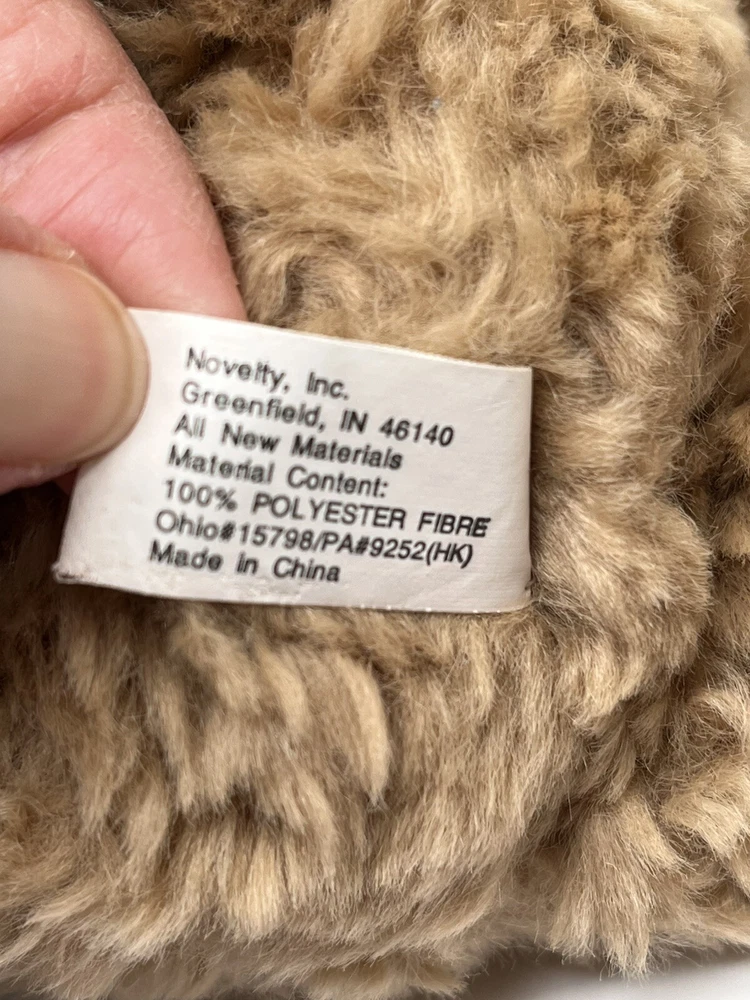 Novelty, Inc.
Greenfield, IN 46140
All New Materials
Material Content:
100% POLYESTER FIBRE
Ohio#15798/PA#9252(HK)
Made in China